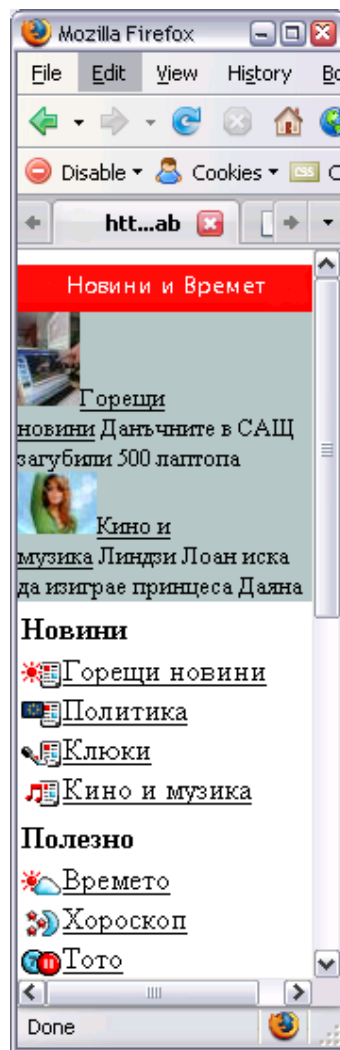 Mozilla Firefox
File Edit View History
Disable Cookies CSS C
htt...ab
Новини и Времет
Горещи
новини Данъчните в САЩ
загубили 500 лаптопа
Кино и
музика Линдзи Лоан иска
да изиграе принцеса Даяна
Новини
Горещи новини
Политика
Клюки
Кино и музика
Полезно
Времето
Хороскоп
Тото
Done